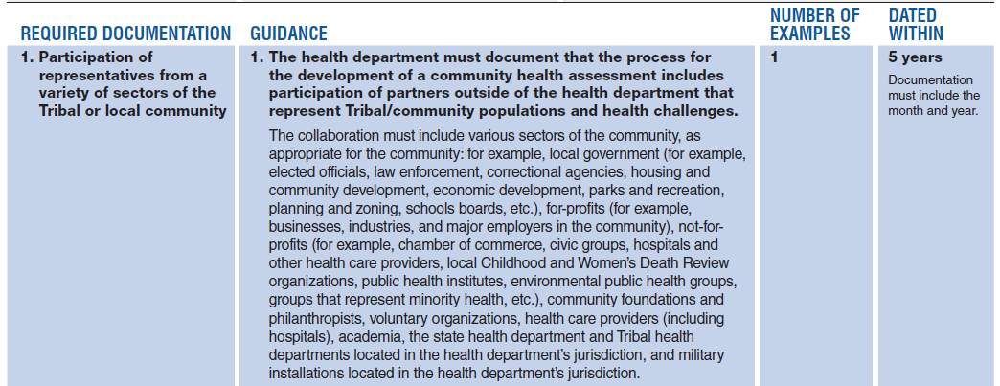 REQUIRED DOCUMENTATION
GUIDANCE
NUMBER OF
EXAMPLES
DATED
WITHIN
1. Participation of
representatives from a
variety of sectors of the
Tribal or local community
1. The health department must document that the process for
the development of a community health assessment includes
participation of partners outside of the health department that
represent Tribal/community populations and health challenges.
The collaboration must include various sectors of the community, as
appropriate for the community: for example, local government (for example,
elected officials, law enforcement, correctional agencies, housing and
community development, economic development, parks and recreation,
planning and zoning, schools boards, etc.), for-profits (for example,
businesses, industries, and major employers in the community), not-for-
profits (for example, chamber of commerce, civic groups, hospitals and
other health care providers, local Childhood and Women's Death Review
organizations, public health institutes, environmental public health groups,
groups that represent minority health, etc.), community foundations and
philanthropists, voluntary organizations, health care providers (including
hospitals), academia, the state health department and Tribal health
departments located in the health department's jurisdiction, and military
installations located in the health department's jurisdiction.
1
5 years
Documentation
must include the
month and year.